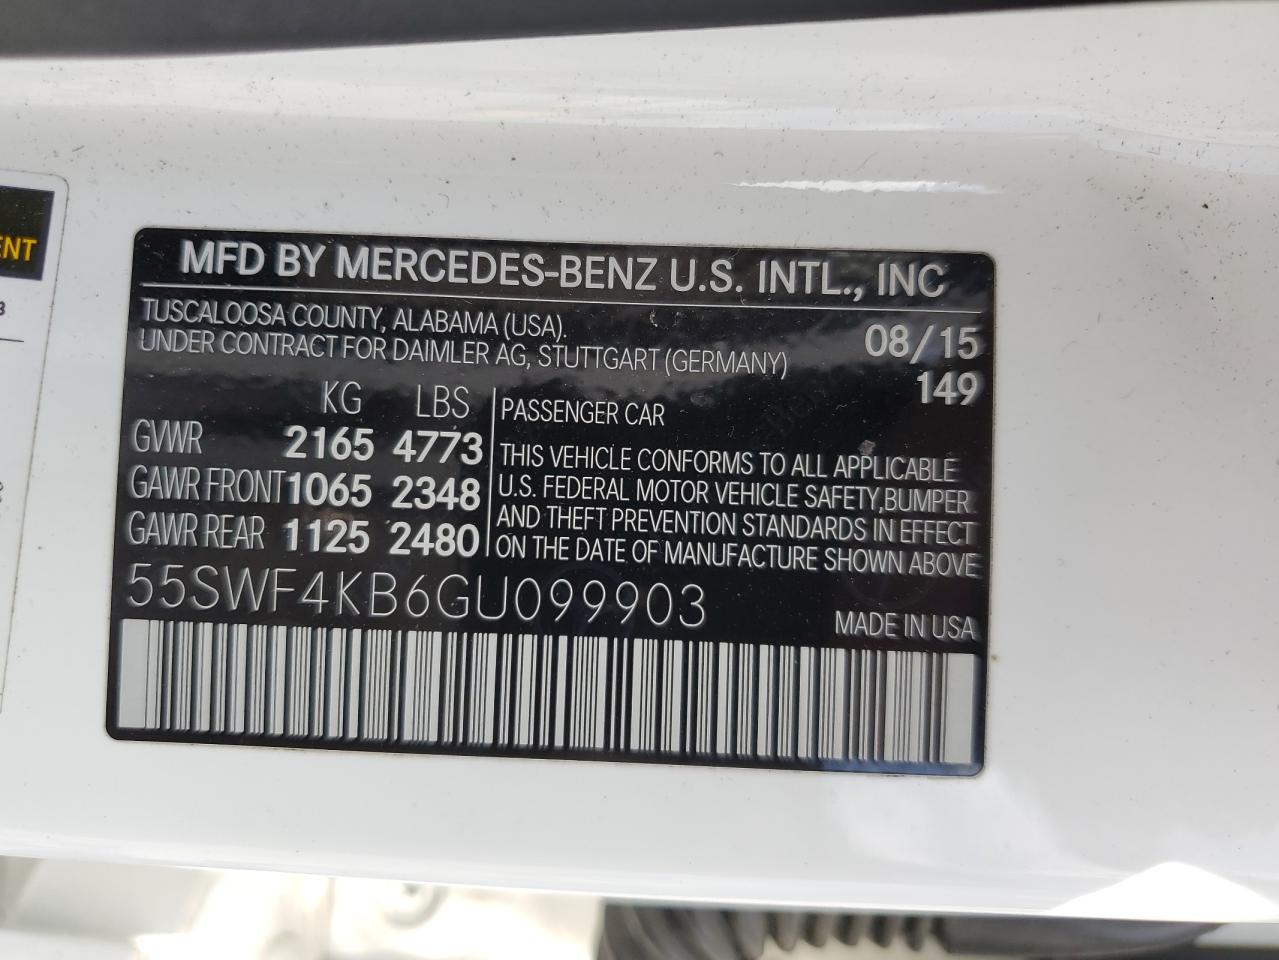 ENT
3
MFD BY MERCEDES-BENZ U.S. INTL., INC
TUSCALOOSA COUNTY, ALABAMA (USA).
UNDER CONTRACT FOR DAIMLER AG, STUTTGART (GERMANY)
08/15
149
KG LBS
GVWR 2165 4773
GAWR FRONT 1065 2348
GAWR REAR 1125 2480
PASSENGER CAR
THIS VEHICLE CONFORMS TO ALL APPLICABLE
U.S. FEDERAL MOTOR VEHICLE SAFETY,BUMPER
AND THEFT PREVENTION STANDARDS IN EFFECT
ON THE DATE OF MANUFACTURE SHOWN ABOVE
55SWF4KB6GU099903
MADE IN USA